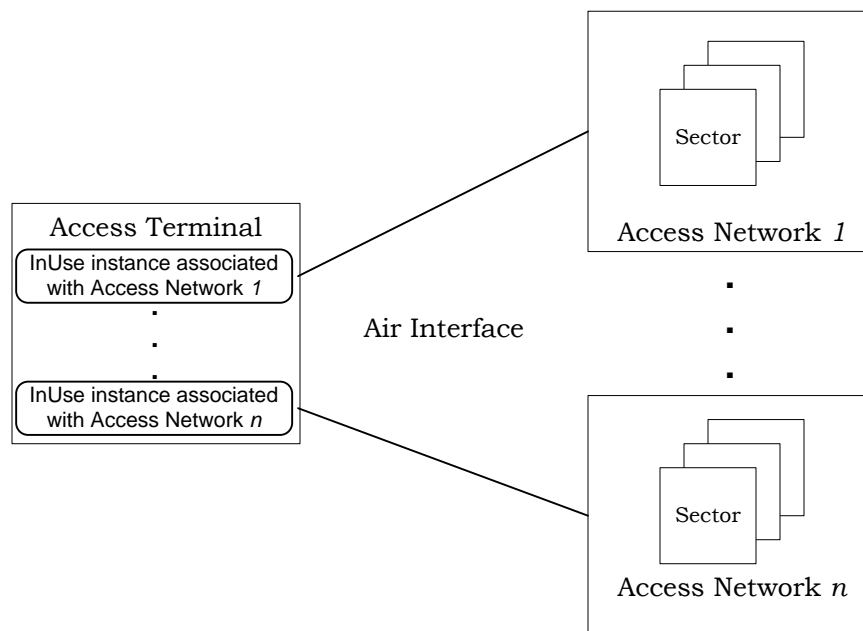 Sector
Access Network 1
Access Terminal
InUse instance associated
with Access Network 1
Air Interface
InUse instance associated
with Access Network n
Sector
Access Network n